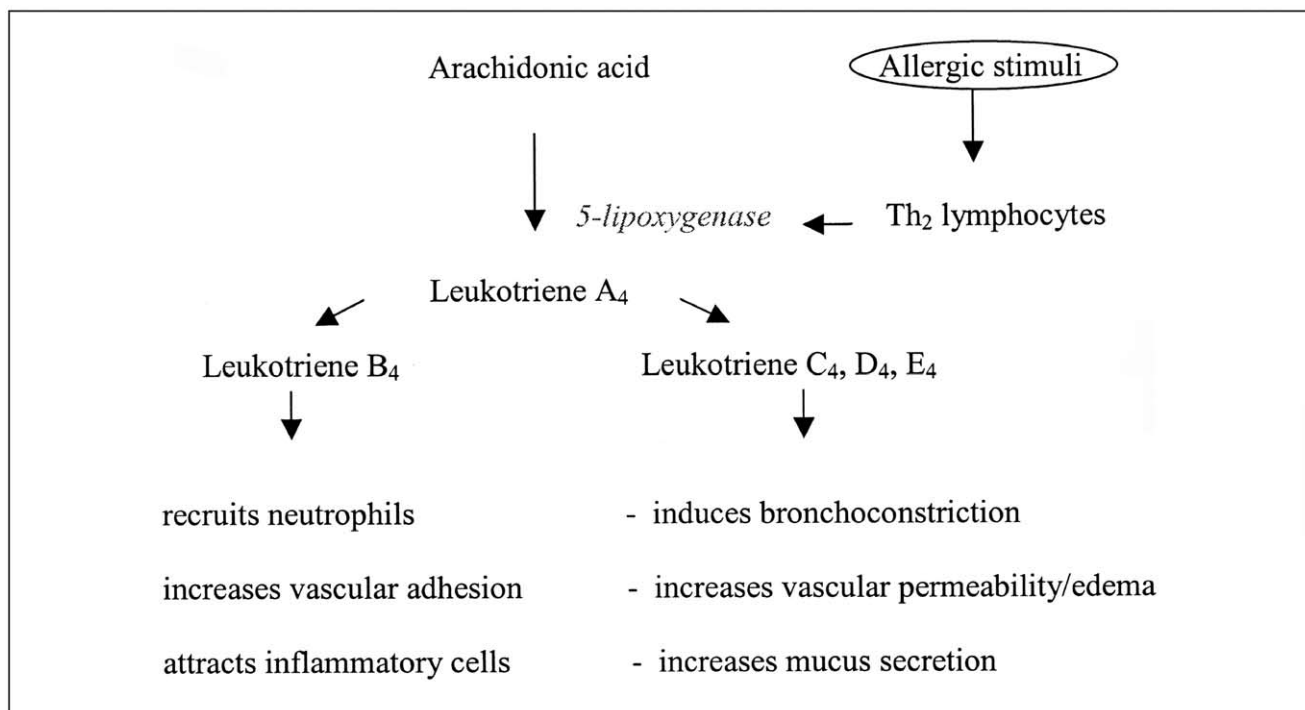 Arachidonic acid
Allergic stimuli
5-lipoxygenase
Th₂ lymphocytes
Leukotriene A₄
Leukotriene B₄
Leukotriene C₄, D₄, E₄
recruits neutrophils
- induces bronchoconstriction
increases vascular adhesion
- increases vascular permeability/edema
attracts inflammatory cells
- increases mucus secretion